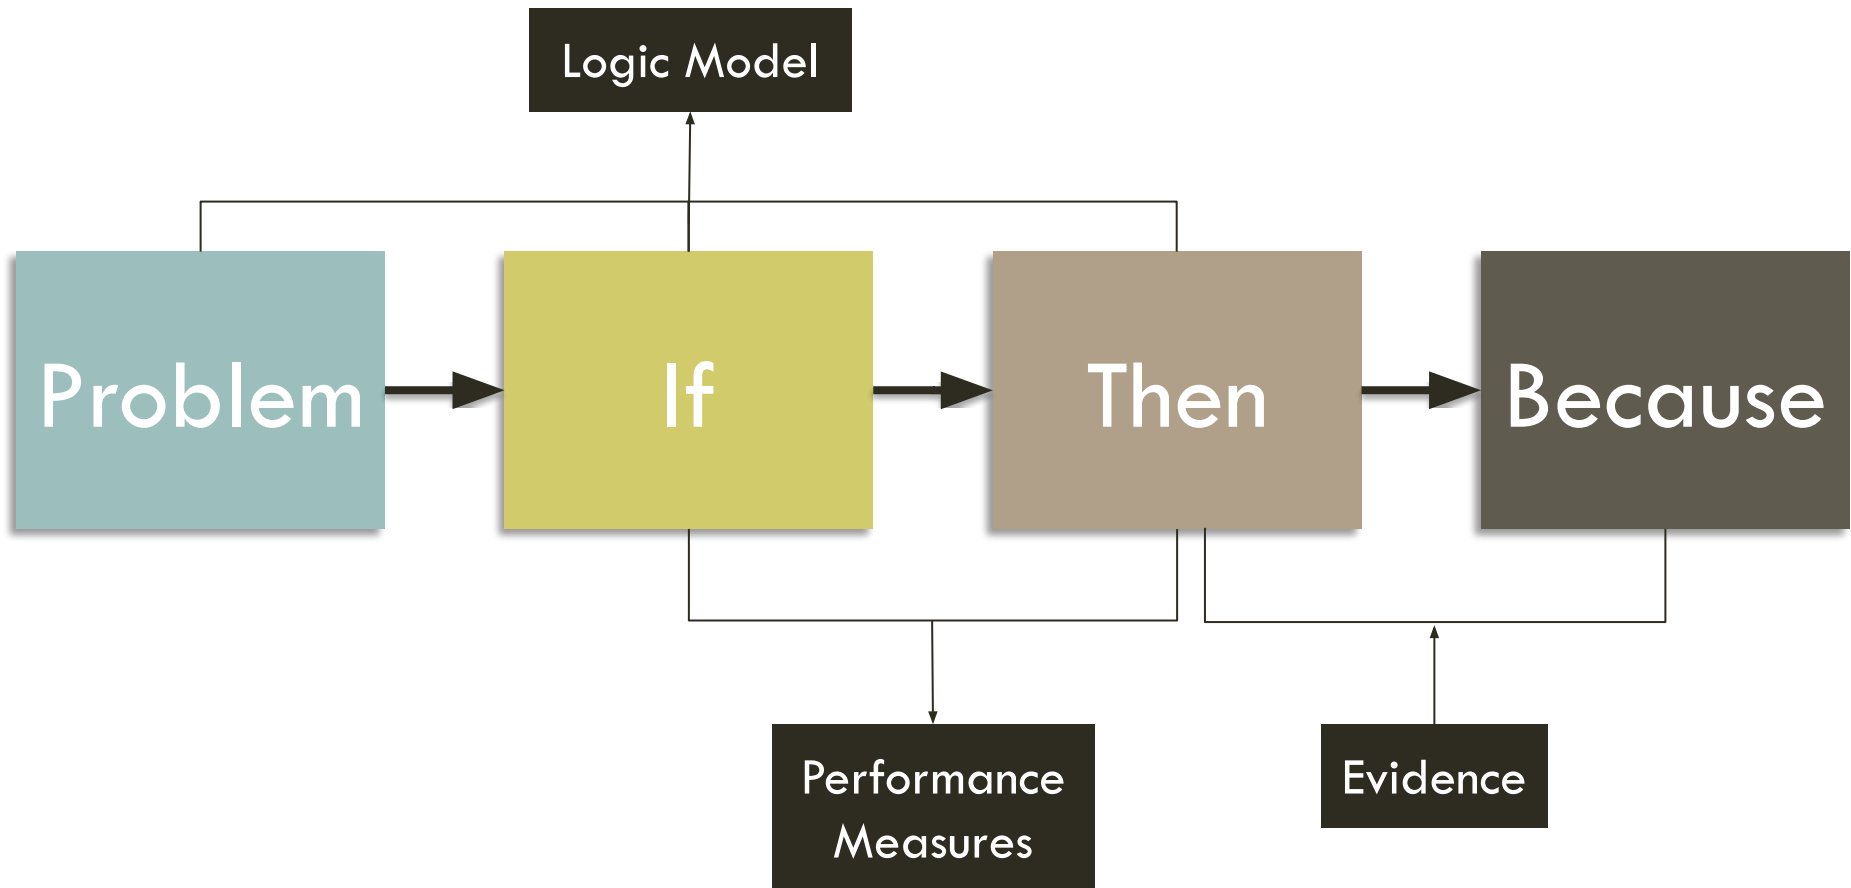 Logic Model
Problem
If
Then
Because
Performance
Measures
Evidence